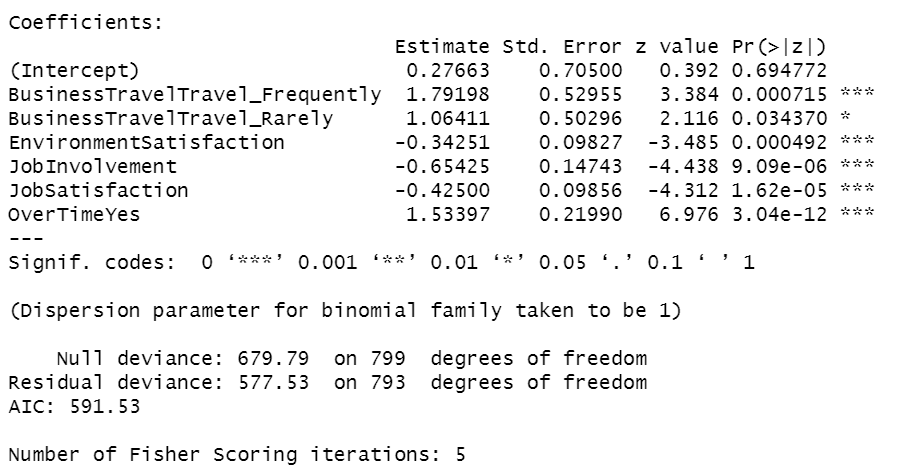 Coefficients:
Estimate Std. Error z value Pr(>|z|)
(Intercept) 0.27663 0.70500 0.392 0.694772
BusinessTravelTravel_Frequently 1.79198 0.52955 3.384 0.000715 ***
BusinessTravelTravel_Rarely 1.06411 0.50296 2.116 0.034370 *
EnvironmentSatisfaction -0.34251 0.09827 -3.485 0.000492 ***
JobInvolvement -0.65425 0.14743 -4.438 9.09e-06 ***
JobSatisfaction -0.42500 0.09856 -4.312 1.62e-05 ***
OverTimeYes 1.53397 0.21990 6.976 3.04e-12 ***
---
Signif. codes: 0 ‘***’ 0.001 ‘**’ 0.01 ‘*’ 0.05 ‘.’ 0.1 ‘ ’ 1
(Dispersion parameter for binomial family taken to be 1)
Null deviance: 679.79 on 799 degrees of freedom
Residual deviance: 577.53 on 793 degrees of freedom
AIC: 591.53
Number of Fisher Scoring iterations: 5